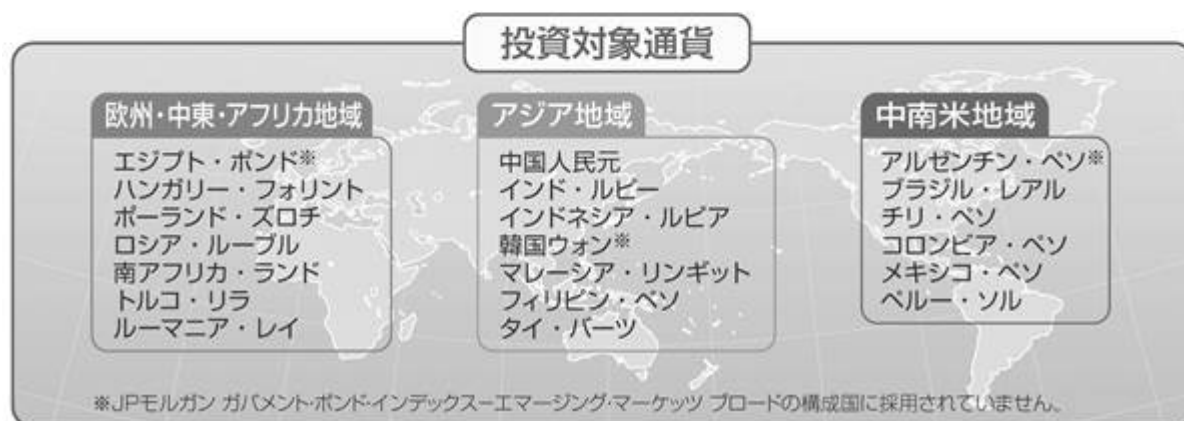 投資対象通貨
欧州・中東・アフリカ地域
エジプト・ポンド※
ハンガリー・フォリント
ポーランド・ズロチ
ロシア・ルーブル
南アフリカ・ランド
トルコ・リラ
ルーマニア・レイ
アジア地域
中国人民元
インド・ルピー
インドネシア・ルピア
韓国ウォン※
マレーシア・リンギット
フィリピン・ペソ
タイ・バーツ
中南米地域
アルゼンチン・ペソ※
ブラジル・レアル
チリ・ペソ
コロンビア・ペソ
メキシコ・ペソ
ペルー・ソル
※JPモルガン ガバメント・ボンド・インデックスーエマージング・マーケッツ ブロードの構成国に採用されていません。